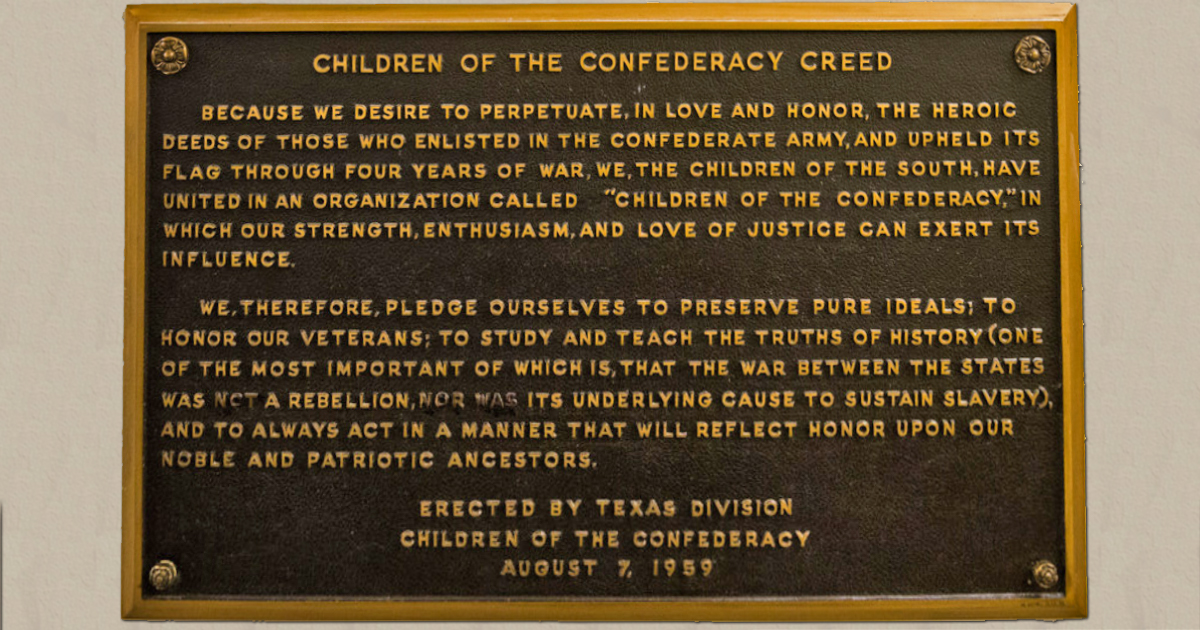 CHILDREN OF THE CONFEDERACY CREED
BECAUSE WE DESIRE TO PERPETUATE, IN LOVE AND HONOR, THE HEROIC
DEEDS OF THOSE WHO ENLISTED IN THE CONFEDERATE ARMY, AND UPHELD ITS
FLAG THROUGH FOUR YEARS OF WAR, WE, THE CHILDREN OF THE SOUTH, HAVE
UNITED IN AN ORGANIZATION CALLED "CHILDREN OF THE CONFEDERACY," IN
WHICH OUR STRENGTH, ENTHUSIASM, AND LOVE OF JUSTICE CAN EXERT ITS
INFLUENCE.
WE, THEREFORE, PLEDGE OURSELVES TO PRESERVE PURE IDEALS; TO
HONOR OUR VETERANS; TO STUDY AND TEACH THE TRUTHS OF HISTORY (ONE
OF THE MOST IMPORTANT OF WHICH IS, THAT THE WAR BETWEEN THE STATES
WAS NOT A REBELLION, NOR WAS ITS UNDERLYING CAUSE TO SUSTAIN SLAVERY),
AND TO ALWAYS ACT IN A MANNER THAT WILL REFLECT HONOR UPON OUR
NOBLE AND PATRIOTIC ANCESTORS.
ERECTED BY TEXAS DIVISION
CHILDREN OF THE CONFEDERACY
AUGUST 7, 1959